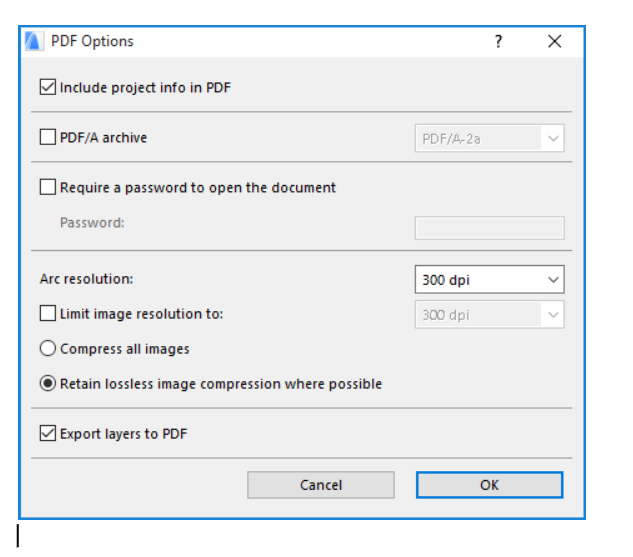 PDF Options ?
Include project info in PDF
PDF/A archive PDF/A-2a
Require a password to open the document
Password:
Arc resolution: 300 dpi
Limit image resolution to: 300 dpi
Compress all images
Retain lossless image compression where possible
Export layers to PDF
Cancel OK